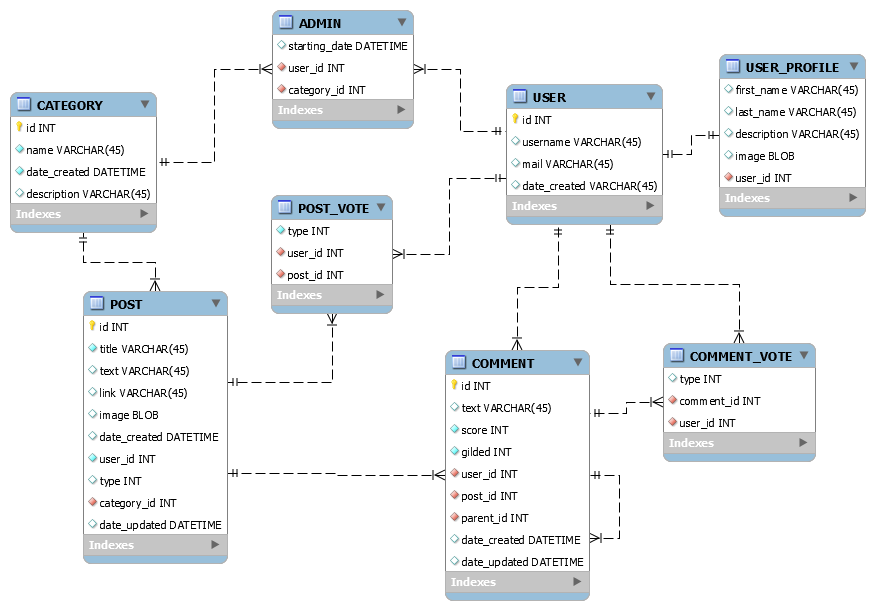 ADMIN
starting_date DATETIME
user_id INT
category_id INT
Indexes
USER_PROFILE
first_name VARCHAR(45)
last_name VARCHAR(45)
description VARCHAR(45)
image BLOB
user_id INT
Indexes
CATEGORY
id INT
name VARCHAR(45)
date_created DATETIME
description VARCHAR(45)
Indexes
USER
id INT
username VARCHAR(45)
mail VARCHAR(45)
date_created VARCHAR(45)
Indexes
POST_VOTE
type INT
user_id INT
post_id INT
Indexes
POST
id INT
title VARCHAR(45)
text VARCHAR(45)
link VARCHAR(45)
image BLOB
date_created DATETIME
user_id INT
type INT
category_id INT
date_updated DATETIME
Indexes
COMMENT
id INT
text VARCHAR(45)
score INT
gilded INT
user_id INT
post_id INT
parent_id INT
date_created DATETIME
date_updated DATETIME
Indexes
COMMENT_VOTE
type INT
comment_id INT
user_id INT
Indexes